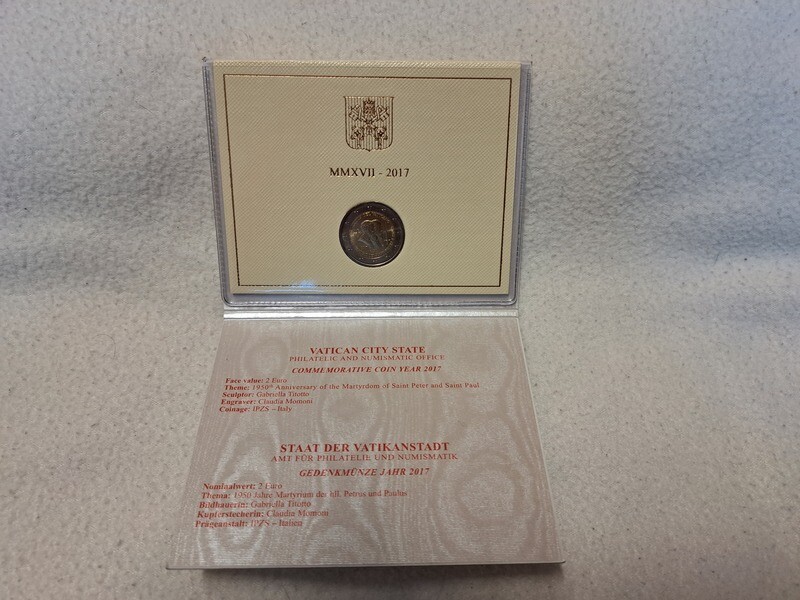 MMXVII - 2017
VATICAN CITY STATE
PHILATELIC AND NUMISMATIC OFFICE
COMMEMORATIVE COIN YEAR 2017
Face value: 2 Euro
Theme: 1950th Anniversary of the Martyrdom of Saint Peter and Saint Paul
Sculptor: Gabriella Titotto
Engraver: Claudia Momoni
Coinage: IPZS – Italy
STAAT DER VATIKANSTADT
AMT FÜR PHILATELIE UND NUMISMATIK
GEDENKMÜNZE JAHR 2017
Nominalwert: 2 Euro
Thema: 1950 Jahre Martyrium des hll. Petrus und Paulus
Bildhauerin: Gabriella Titotto
Kupferstecherin: Claudia Momoni
Prägeanstalt: IPZS – Italien